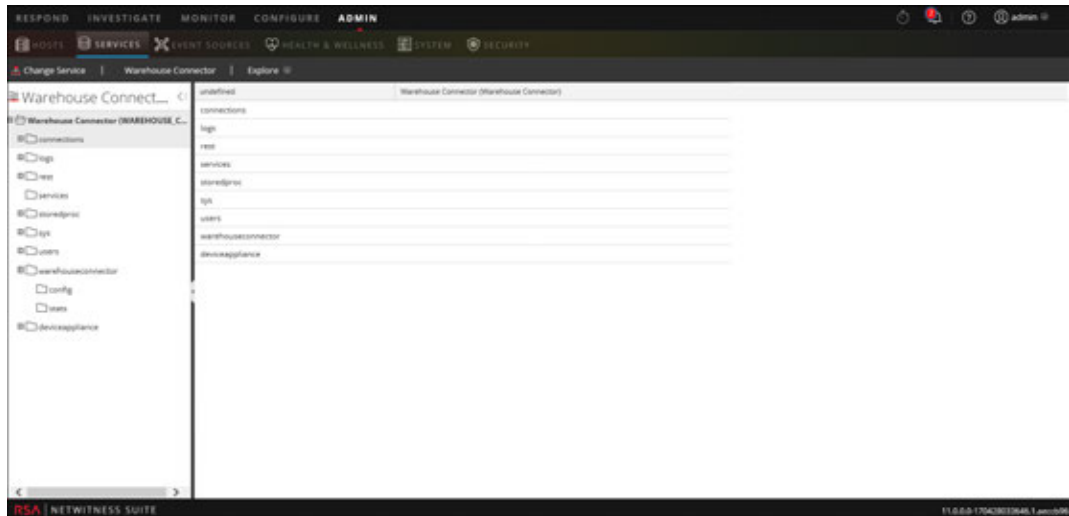 RESPOND INVESTIGATE MONITOR CONFIGURE ADMIN
2 admin
HOSTS SERVICES EVENT SOURCES HEALTH & WELLNESS SYSTEM SECURITY
Change Service | Warehouse Connector | Explore
Warehouse Connect...
Warehouse Connector (WAREHOUSE_C...
connections
logs
rest
services
storedproc
sys
users
warehouseconnector
config
stats
deviceappliance
undefined Warehouse Connector (Warehouse Connector)
connections
logs
rest
services
storedproc
sys
users
warehouseconnector
deviceappliance
RSA | NETWITNESS SUITE